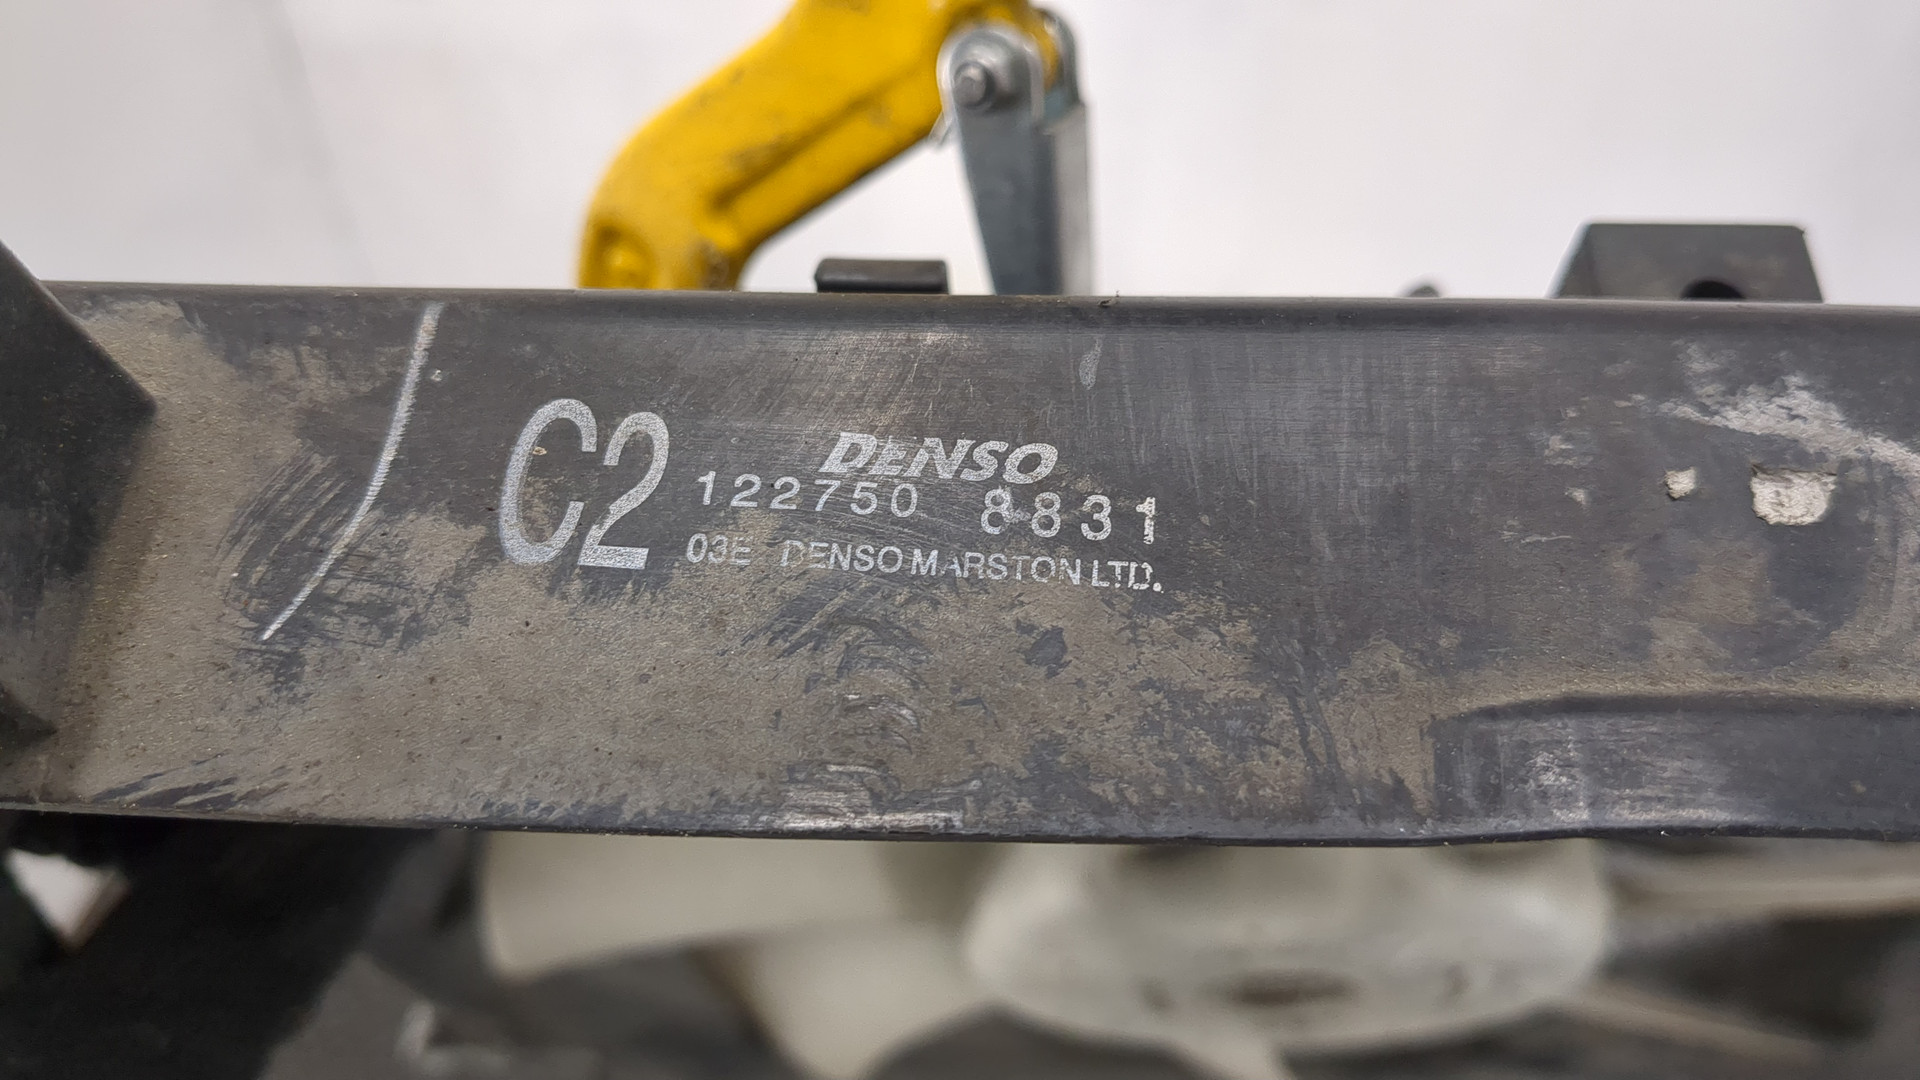 C2
DENSO
122750 8831
03E DENSO MARSTON LTD.